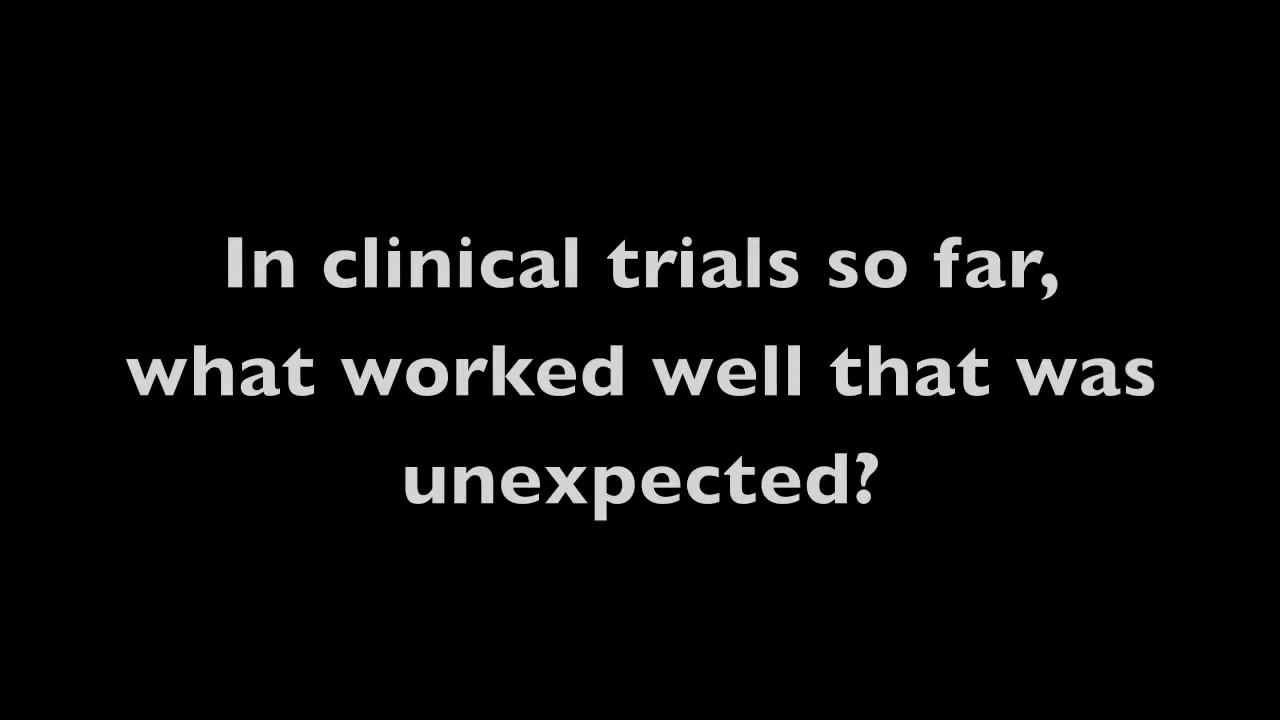 In clinical trials so far,
what worked well that was
unexpected?